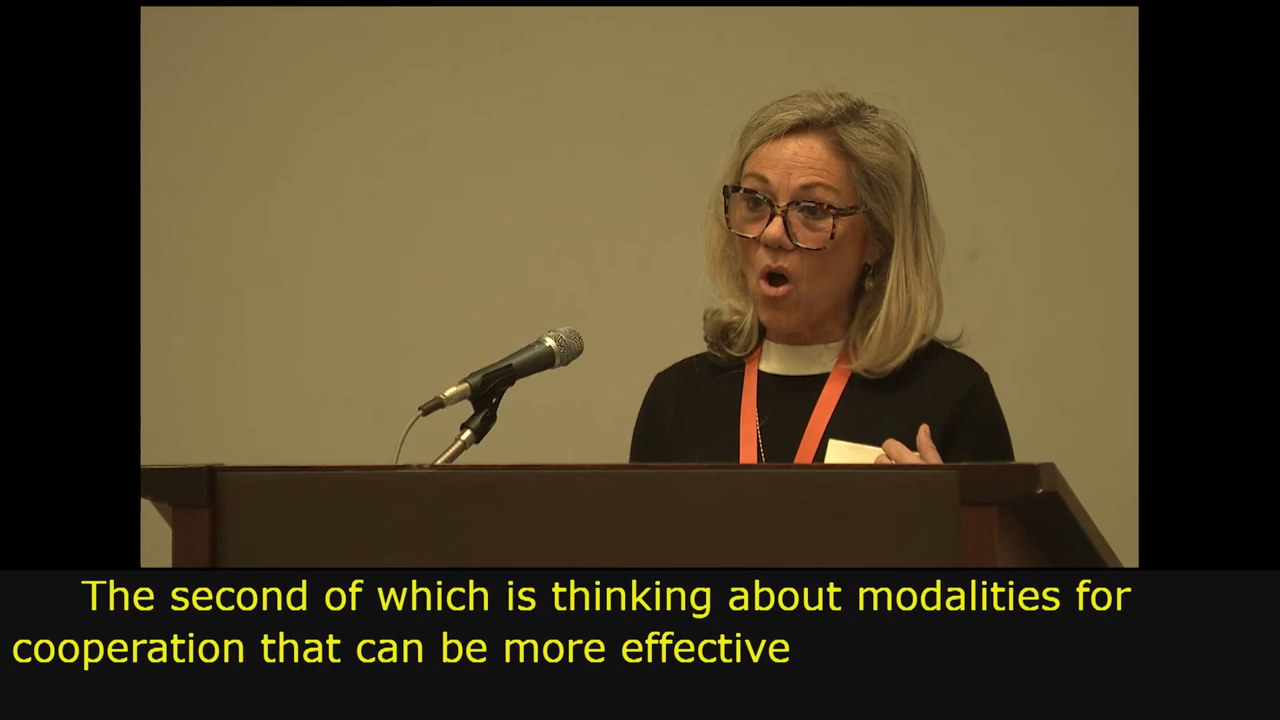 The second of which is thinking about modalities for
cooperation that can be more effective